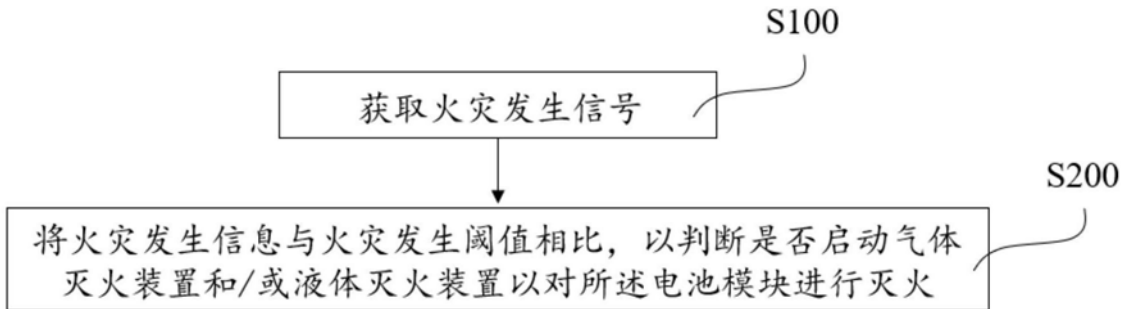 S100
获取火灾发生信号
S200
将火灾发生信息与火灾发生阈值相比，以判断是否启动气体
灭火装置和/或液体灭火装置以对所述电池模块进行灭火